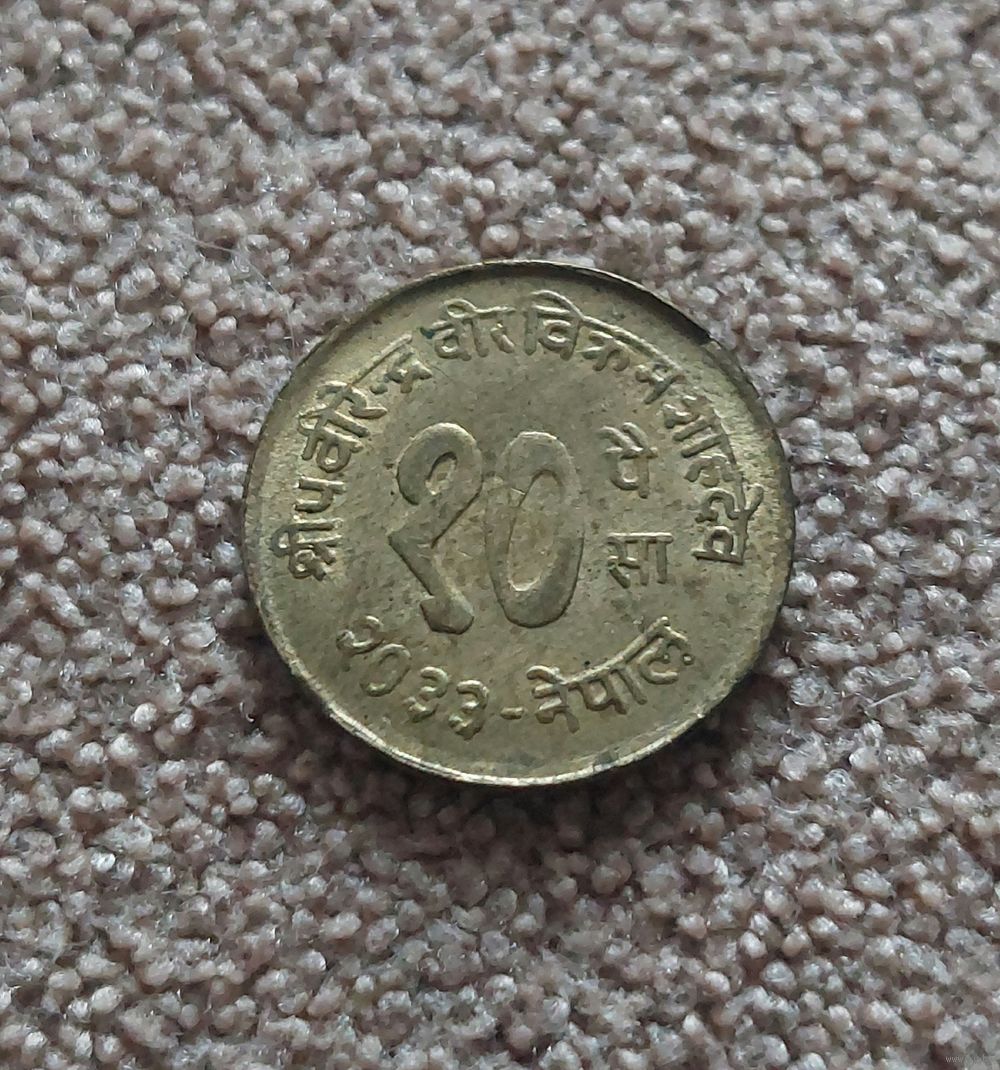 श्री ५ वीरेन्द्र वीर विक्रम शाहदेव
१० पैसा
२०३३ - नेपाल